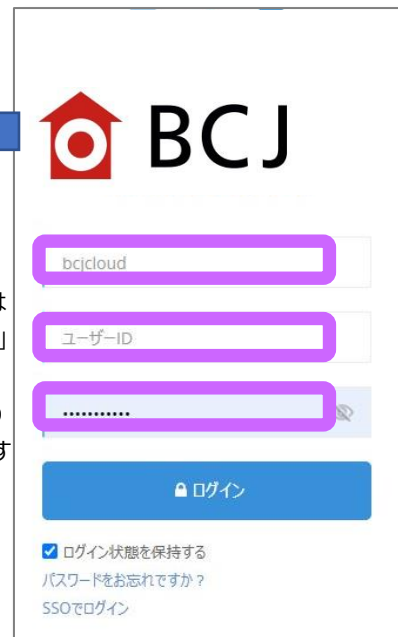 BCJ
bcjcloud
は
ユーザーID
」
•••••••••••
す
ログイン
ログイン状態を保持する
パスワードをお忘れですか？
SSOでログイン